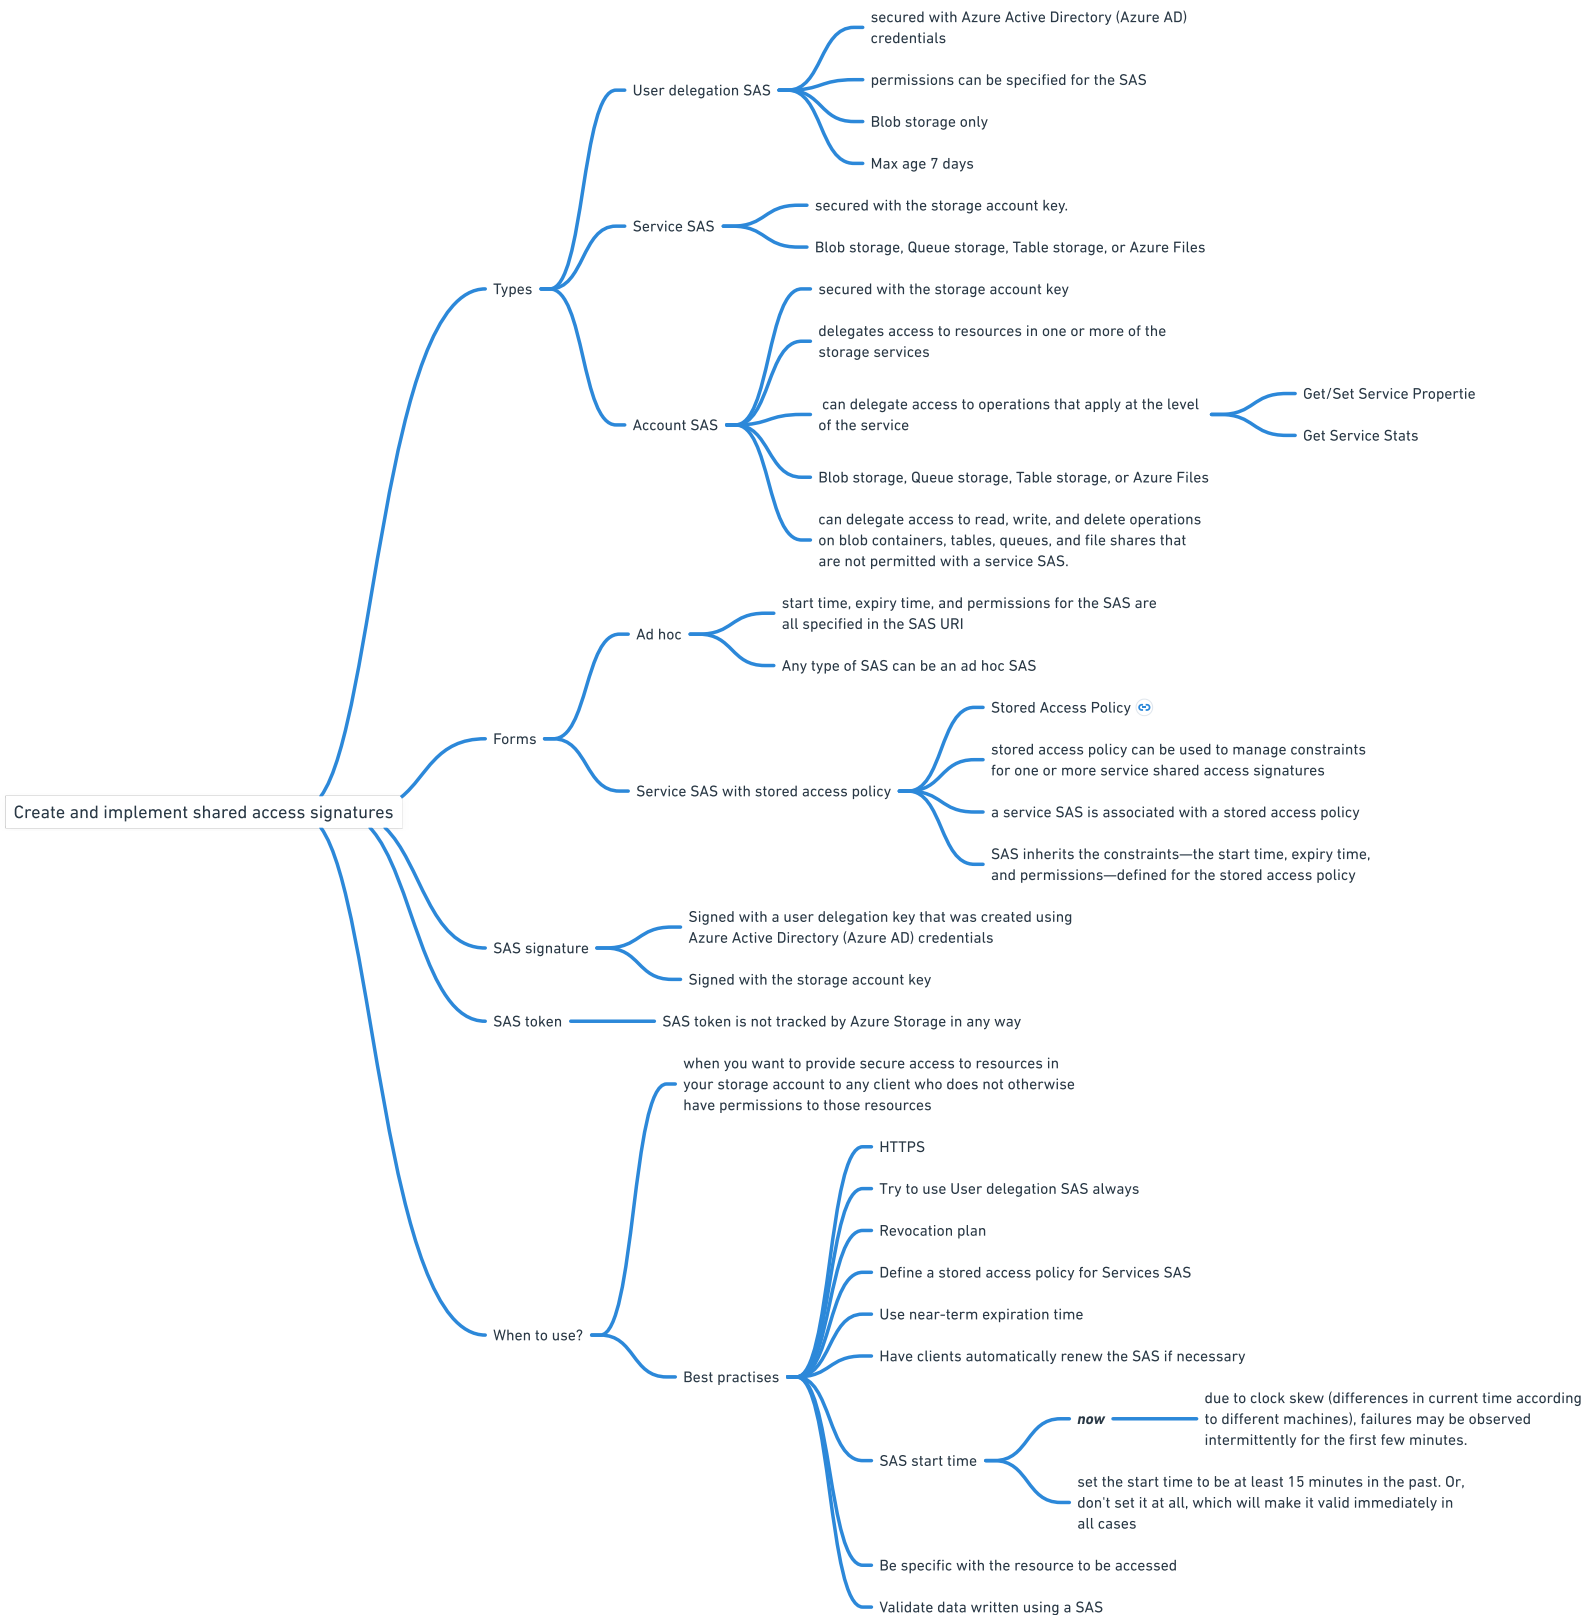 Create and implement shared access signatures
Types
User delegation SAS
secured with Azure Active Directory (Azure AD)
credentials
permissions can be specified for the SAS
Blob storage only
Max age 7 days
Service SAS
secured with the storage account key.
Blob storage, Queue storage, Table storage, or Azure Files
Account SAS
secured with the storage account key
delegates access to resources in one or more of the
storage services
can delegate access to operations that apply at the level
of the service
Get/Set Service Propertie
Get Service Stats
Blob storage, Queue storage, Table storage, or Azure Files
can delegate access to read, write, and delete operations
on blob containers, tables, queues, and file shares that
are not permitted with a service SAS.
Forms
Ad hoc
start time, expiry time, and permissions for the SAS are
all specified in the SAS URI
Any type of SAS can be an ad hoc SAS
Service SAS with stored access policy
Stored Access Policy
stored access policy can be used to manage constraints
for one or more service shared access signatures
a service SAS is associated with a stored access policy
SAS inherits the constraints—the start time, expiry time,
and permissions—defined for the stored access policy
SAS signature
Signed with a user delegation key that was created using
Azure Active Directory (Azure AD) credentials
Signed with the storage account key
SAS token
SAS token is not tracked by Azure Storage in any way
When to use?
when you want to provide secure access to resources in
your storage account to any client who does not otherwise
have permissions to those resources
Best practises
HTTPS
Try to use User delegation SAS always
Revocation plan
Define a stored access policy for Services SAS
Use near-term expiration time
Have clients automatically renew the SAS if necessary
SAS start time
now
due to clock skew (differences in current time according
to different machines), failures may be observed
intermittently for the first few minutes.
set the start time to be at least 15 minutes in the past. Or,
don't set it at all, which will make it valid immediately in
all cases
Be specific with the resource to be accessed
Validate data written using a SAS